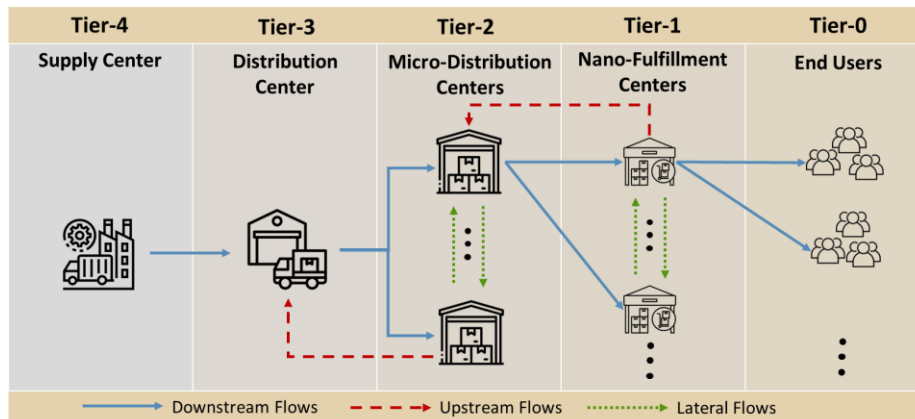 Tier-4 Tier-3 Tier-2 Tier-1 Tier-0
Supply Center
Distribution
Center
Micro-Distribution
Centers
Nano-Fulfillment
Centers
End Users
Downstream Flows
Upstream Flows
Lateral Flows